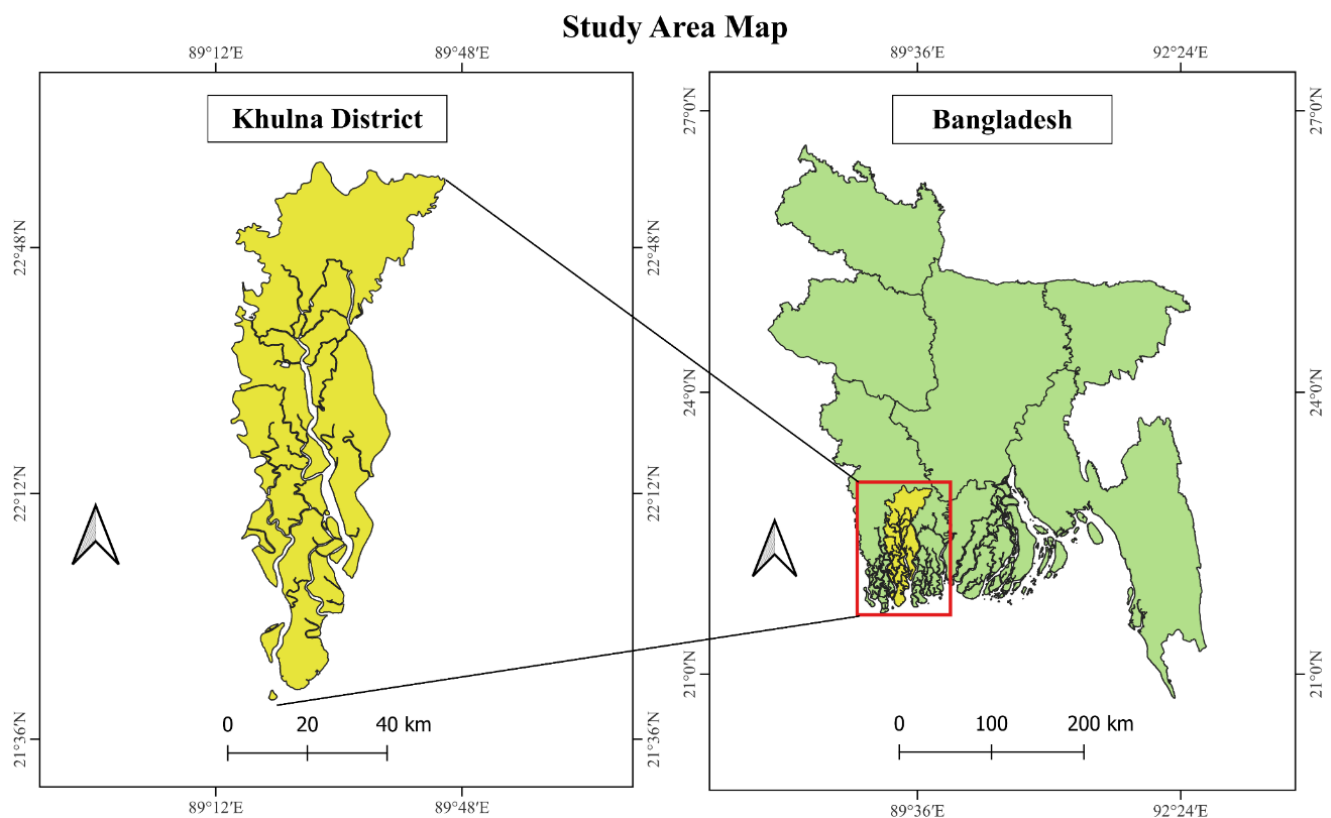 Study Area Map
89°12′E 89°48′E
Khulna District
22°48′N 22°48′N
22°12′N 22°12′N
21°36′N 21°36′N
0 20 40 km
89°12′E 89°48′E
89°36′E 92°24′E
Bangladesh
27°0′N 27°0′N
24°0′N 24°0′N
21°0′N 21°0′N
0 100 200 km
89°36′E 92°24′E